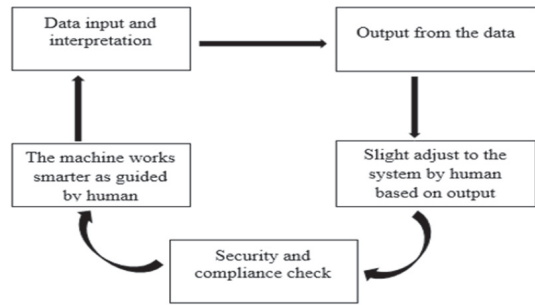 Data input and
interpretation
Output from the data
Slight adjust to the
system by human
based on output
Security and
compliance check
The machine works
smarter as guided
by human